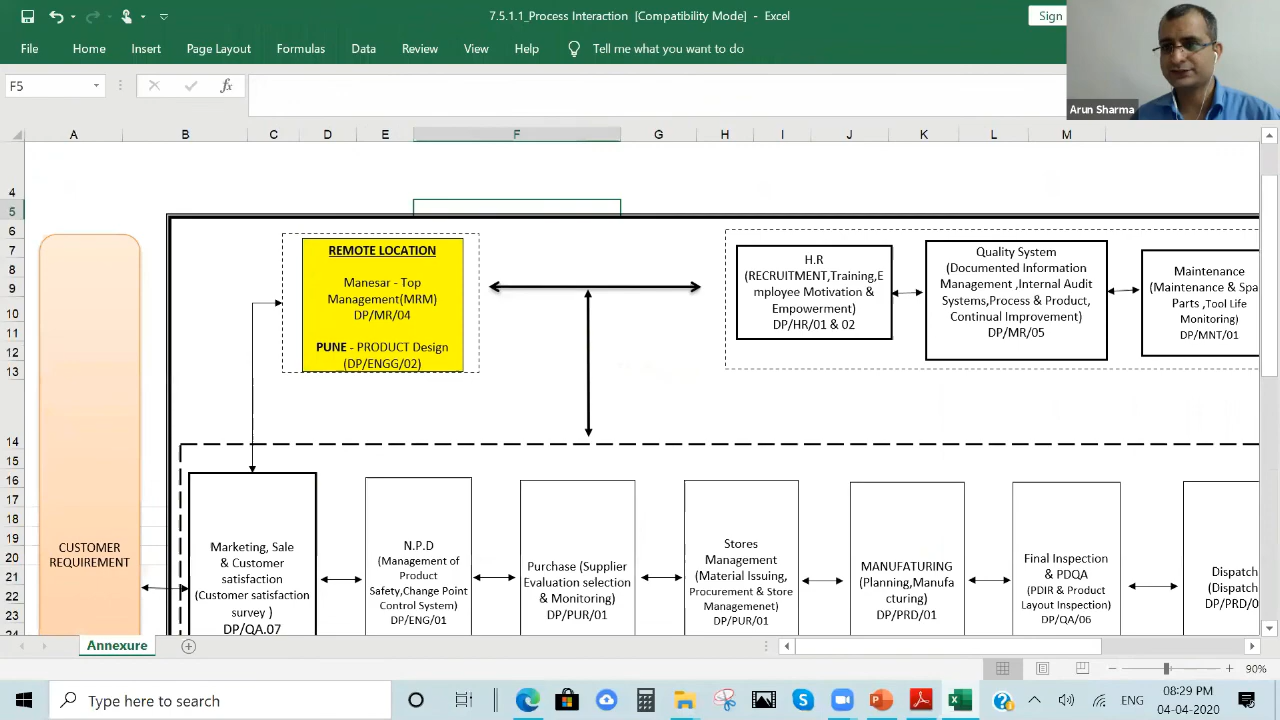 7.5.1.1_Process Interaction [Compatibility Mode] - Excel
Sign
File Home Insert Page Layout Formulas Data Review View Help Tell me what you want to do
Arun Sharma
F5
fx
A B C D E F G H I J K L M
4
5
6
7
8
9
10
11
12
13
14
15
16
17
18
19
20
21
22
23
24
REMOTE LOCATION
Manesar - Top
Management(MRM)
DP/MR/04
PUNE - PRODUCT Design
(DP/ENGG/02)
H.R
(RECRUITMENT,Training,E
mployee Motivation &
Empowerment)
DP/HR/01 & 02
Quality System
(Documented Information
Management ,Internal Audit
Systems,Process & Product,
Continual Improvement)
DP/MR/05
Maintenance
(Maintenance & Spa
Parts ,Tool Life
Monitoring)
DP/MNT/01
CUSTOMER
REQUIREMENT
Marketing, Sale
& Customer
satisfaction
(Customer satisfaction
survey )
DP/QA.07
N.P.D
(Management of
Product
Safety,Change Point
Control System)
DP/ENG/01
Purchase (Supplier
Evaluation selection
& Monitoring)
DP/PUR/01
Stores
Management
(Material Issuing,
Procurement & Store
Managemenet)
DP/PUR/01
MANUFATURING
(Planning,Manufa
cturing)
DP/PRD/01
Final Inspection
& PDQA
(PDIR & Product
Layout Inspection)
DP/QA/06
Dispatch
(Dispatch
DP/PRD/0
Annexure
90%
Type here to search
ENG
08:29 PM
04-04-2020